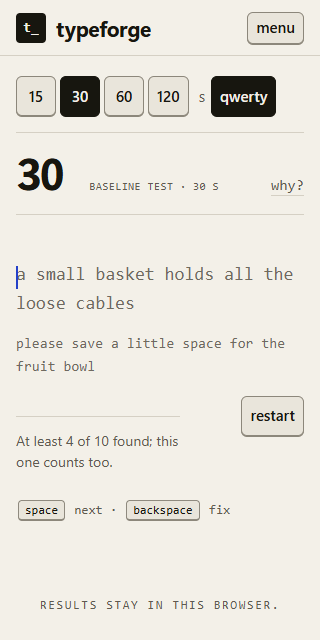 t_ typeforge menu
15 30 60 120 s qwerty
30 BASELINE TEST · 30 S why?
a small basket holds all the
loose cables
please save a little space for the
fruit bowl
restart
At least 4 of 10 found; this
one counts too.
space next · backspace fix
RESULTS STAY IN THIS BROWSER.